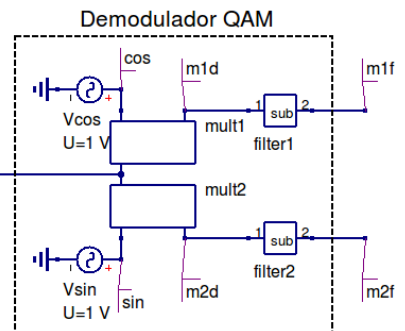 Demodulador QAM
cos
m1d
m1f
- +
1 sub 2
Vcos
mult1
U=1 V
filter1
mult2
- +
1 sub 2
filter2
Vsin
sin
m2d
m2f
U=1 V